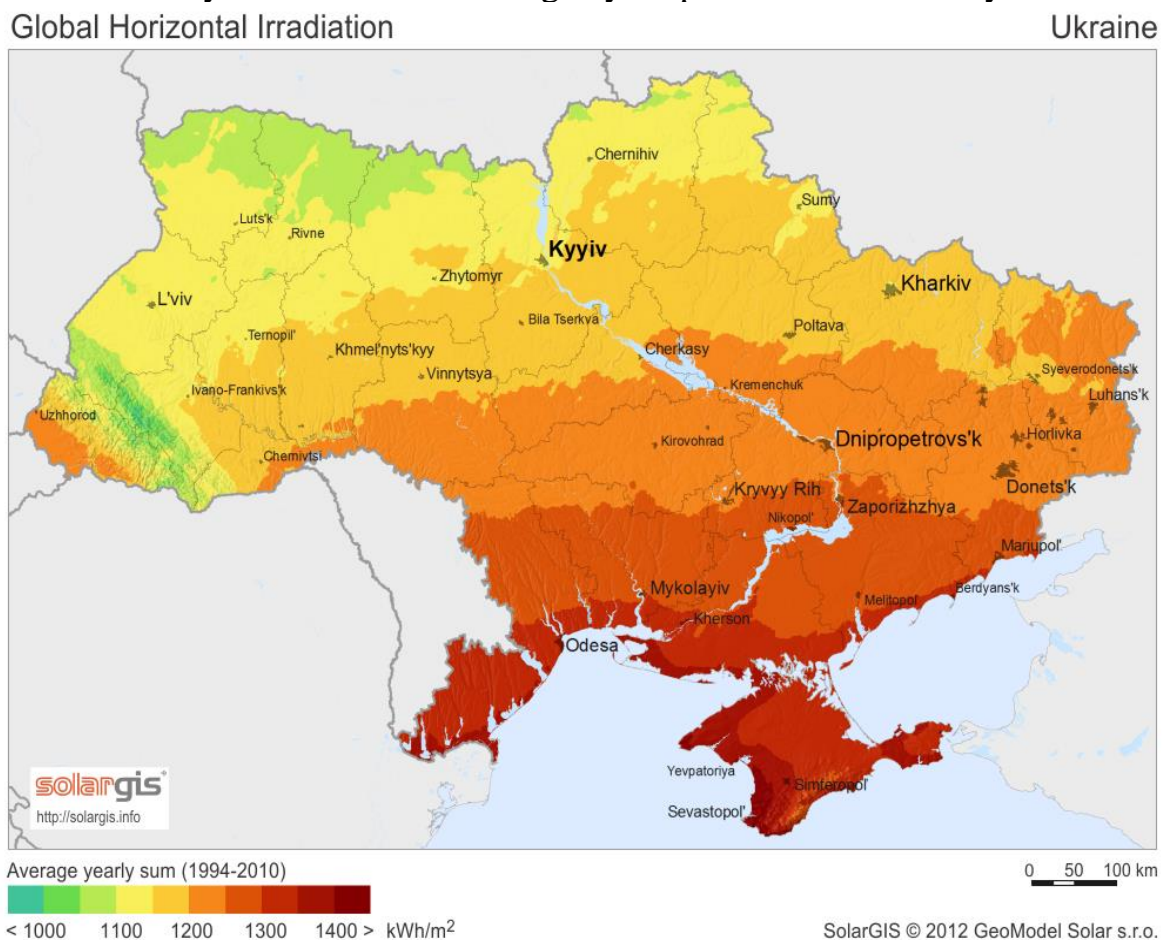 Global Horizontal Irradiation
Ukraine
Chernihiv
Sumy
Luts'k
Rivne
Kyyiv
Zhytomyr
Kharkiv
L'viv
Bila Tserkva
Poltava
Ternopil'
Khmel'nyts'kyy
Cherkasy
Vinnytsya
Syeverodonets'k
Ivano-Frankivs'k
Kremenchuk
Luhans'k
Uzhhorod
Horlivka
Kirovohrad
Dnipropetrovs'k
Chernivtsi
Donets'k
Kryvyy Rih
Zaporizhzhya
Nikopol'
Mariupol'
Mykolayiv
Berdyans'k
Melitopol'
Kherson
Odesa
Yevpatoriya
Simferopol'
Sevastopol'
solargis
http://solargis.info
Average yearly sum (1994-2010)
0 50 100 km
< 1000 1100 1200 1300 1400 > kWh/m²
SolarGIS © 2012 GeoModel Solar s.r.o.